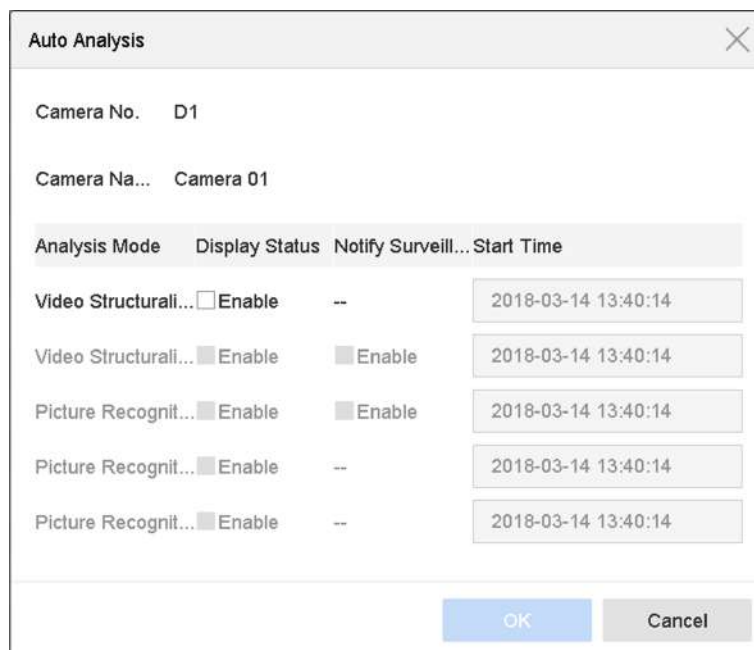 Auto Analysis
Camera No. D1
Camera Na... Camera 01
Analysis Mode Display Status Notify Surveill... Start Time
Video Structurali... Enable -- 2018-03-14 13:40:14
Video Structurali... Enable Enable 2018-03-14 13:40:14
Picture Recognit... Enable Enable 2018-03-14 13:40:14
Picture Recognit... Enable -- 2018-03-14 13:40:14
Picture Recognit... Enable -- 2018-03-14 13:40:14
OK Cancel